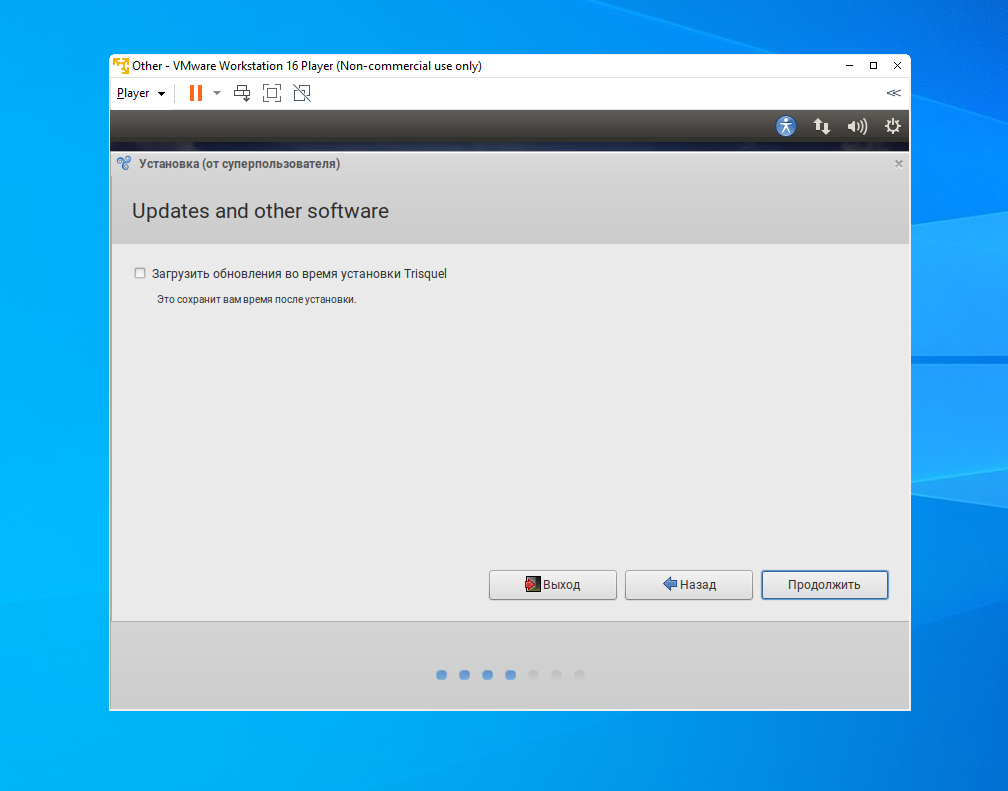 Other - VMware Workstation 16 Player (Non-commercial use only)
Player
Установка (от суперпользователя)
Updates and other software
Загрузить обновления во время установки Trisquel
Это сохранит вам время после установки.
Выход
Назад
Продолжить